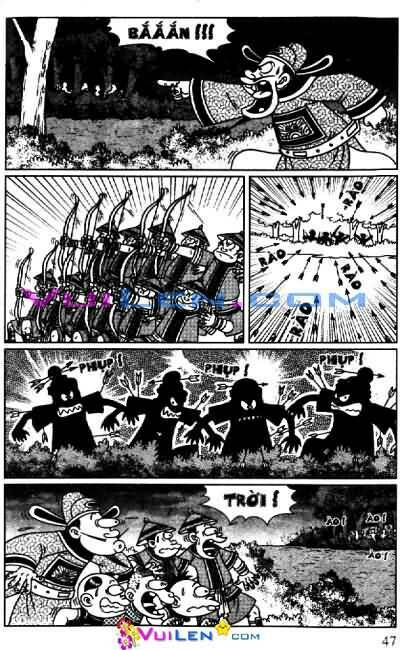 BẮẮẮN !!!
RÀO
RÀO
RÀO
RÀO
VUILEN.COM
PHỤP !
PHỤP !
PHỤP !
TRỜI !
ÀO !
ÀO !
ÀO !
VUILEN.COM
47